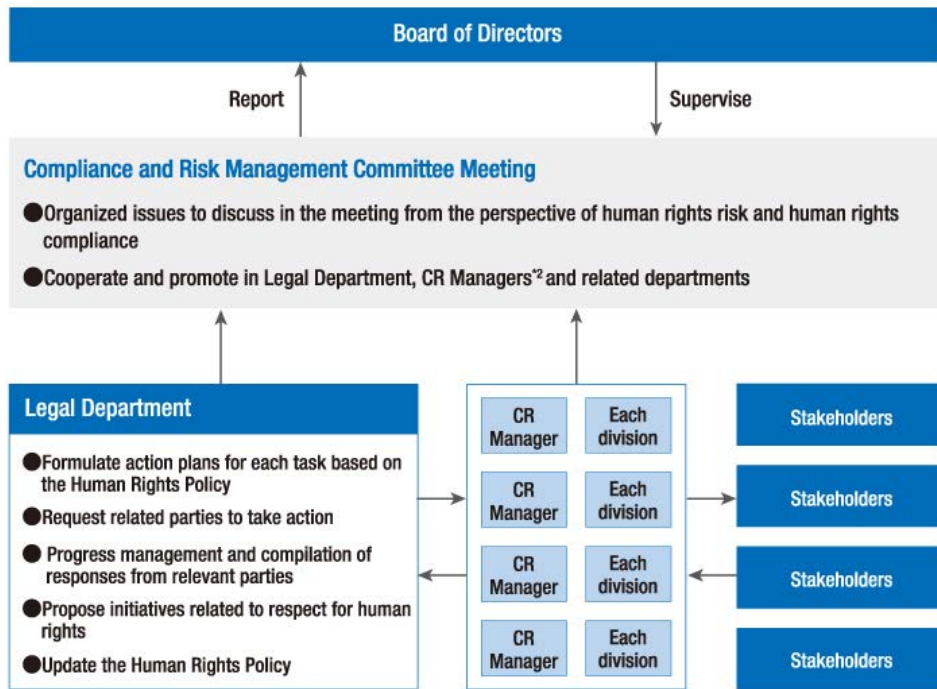 Board of Directors
Report
Supervise
Compliance and Risk Management Committee Meeting
●Organized issues to discuss in the meeting from the perspective of human rights risk and human rights
compliance
●Cooperate and promote in Legal Department, CR Managers*2 and related departments
Legal Department
●Formulate action plans for each task based on
the Human Rights Policy
●Request related parties to take action
●Progress management and compilation of
responses from relevant parties
●Propose initiatives related to respect for human
rights
●Update the Human Rights Policy
CR
Manager
Each
division
CR
Manager
Each
division
CR
Manager
Each
division
CR
Manager
Each
division
Stakeholders
Stakeholders
Stakeholders
Stakeholders